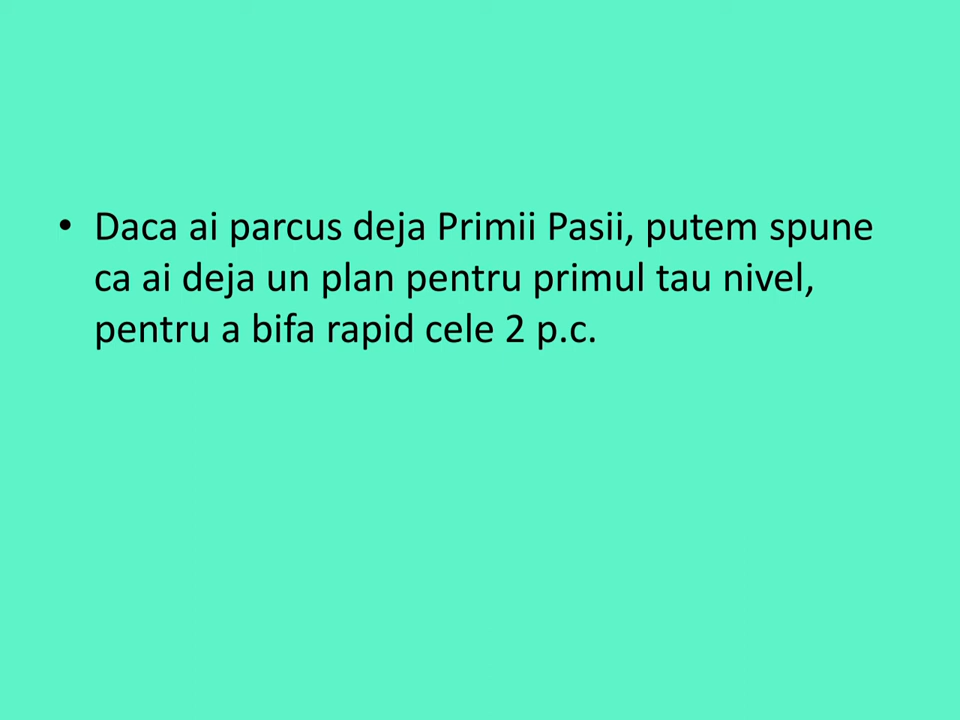 • Daca ai parcus deja Primii Pasii, putem spune
ca ai deja un plan pentru primul tau nivel,
pentru a bifa rapid cele 2 p.c.